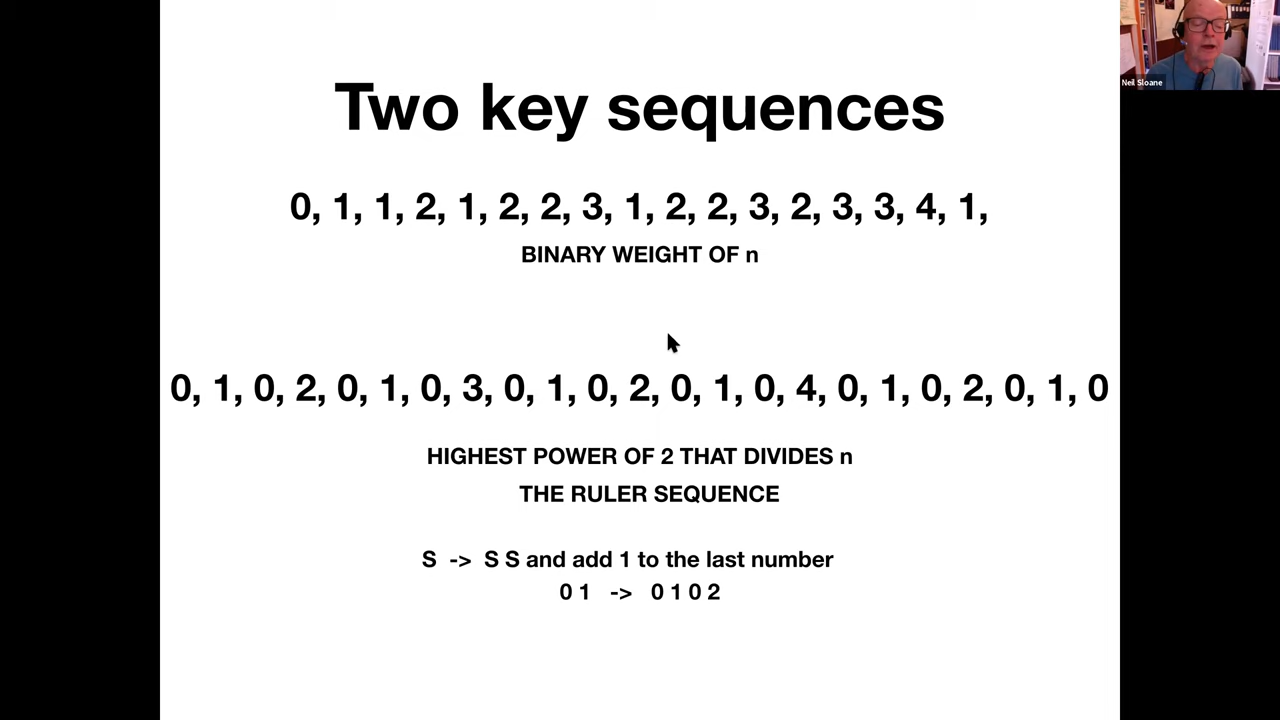 Two key sequences
0, 1, 1, 2, 1, 2, 2, 3, 1, 2, 2, 3, 2, 3, 3, 4, 1,
BINARY WEIGHT OF n
0, 1, 0, 2, 0, 1, 0, 3, 0, 1, 0, 2, 0, 1, 0, 4, 0, 1, 0, 2, 0, 1, 0
HIGHEST POWER OF 2 THAT DIVIDES n
THE RULER SEQUENCE
S -> S S and add 1 to the last number
0 1 -> 0 1 0 2
Neil Sloane